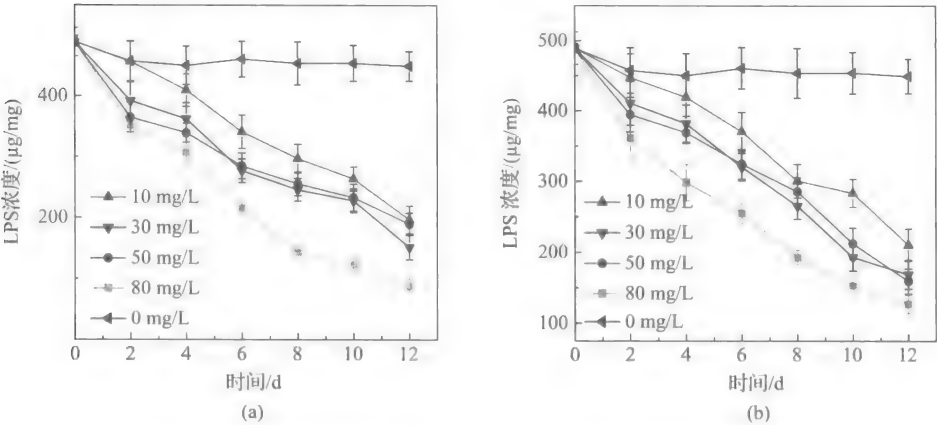 LPS浓度/(μg/mg)
400
200
10 mg/L
30 mg/L
50 mg/L
80 mg/L
0 mg/L
0 2 4 6 8 10 12
时间/d
(a)
LPS 浓度/(μg/mg)
500
400
300
200
100
10 mg/L
30 mg/L
50 mg/L
80 mg/L
0 mg/L
0 2 4 6 8 10 12
时间/d
(b)